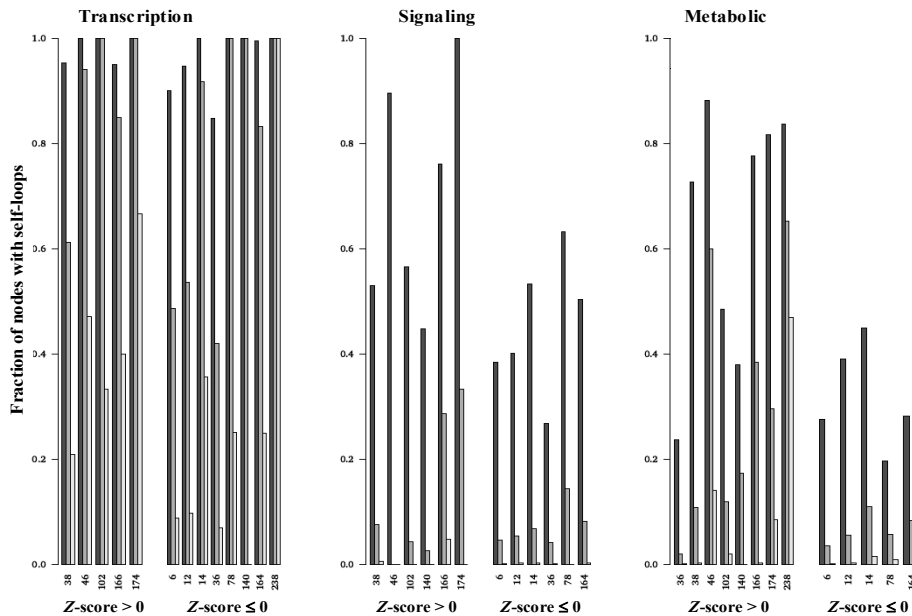 Transcription Signaling Metabolic
Fraction of nodes with self-loops
1.0 1.0 1.0
0.8 0.8 0.8
0.6 0.6 0.6
0.4 0.4 0.4
0.2 0.2 0.2
0.0 0.0 0.0
38 46 102 166 174 6 12 14 36 78 140 164 238 38 46 102 140 166 174 6 12 14 36 78 164 36 38 46 102 140 166 174 238 6 12 14 78 164
Z-score > 0 Z-score ≤ 0 Z-score > 0 Z-score ≤ 0 Z-score > 0 Z-score ≤ 0